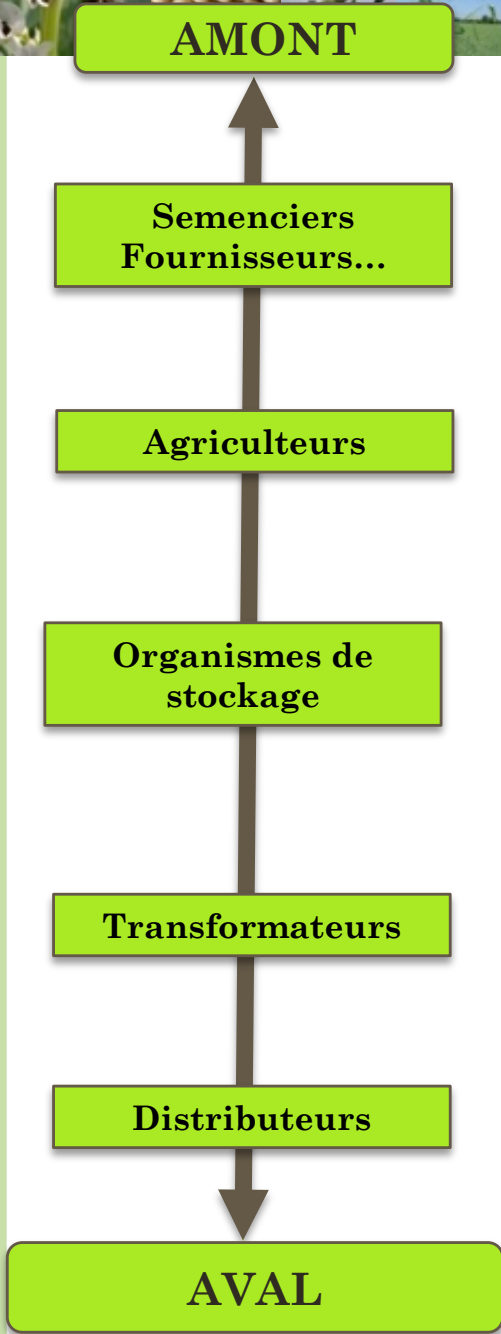 AMONT
Semenciers
Fournisseurs...
Agriculteurs
Organismes de
stockage
Transformateurs
Distributeurs
AVAL